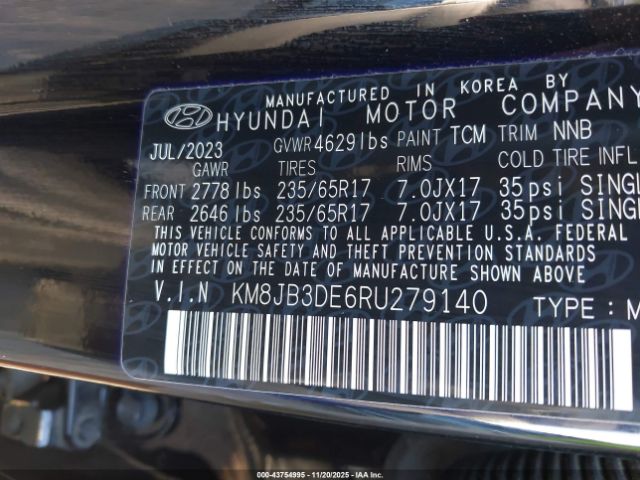 MANUFACTURED IN KOREA BY
HYUNDAI MOTOR COMPANY
JUL/2023 GVWR 4629 lbs PAINT TCM TRIM NNB
GAWR TIRES RIMS COLD TIRE INFL
FRONT 2778 lbs 235/65R17 7.0JX17 35psi SINGL
REAR 2646 lbs 235/65R17 7.0JX17 35psi SINGL
THIS VEHICLE CONFORMS TO ALL APPLICABLE U.S.A. FEDERAL
MOTOR VEHICLE SAFETY AND THEFT PREVENTION STANDARDS
IN EFFECT ON THE DATE OF MANUFACTURE SHOWN ABOVE
V.I.N KM8JB3DE6RU279140 TYPE: M
000-43754995 - 11/20/2025 - Copyright © 2025 IAA, LLC